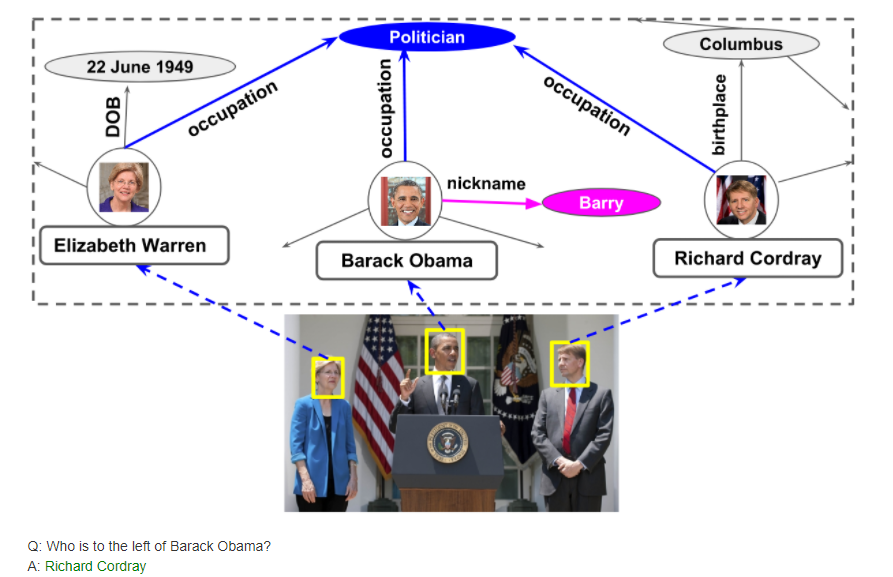 Politician
Columbus
22 June 1949
DOB
occupation
occupation
occupation
birthplace
nickname
Barry
Elizabeth Warren
Barack Obama
Richard Cordray
Q: Who is to the left of Barack Obama?
A: Richard Cordray